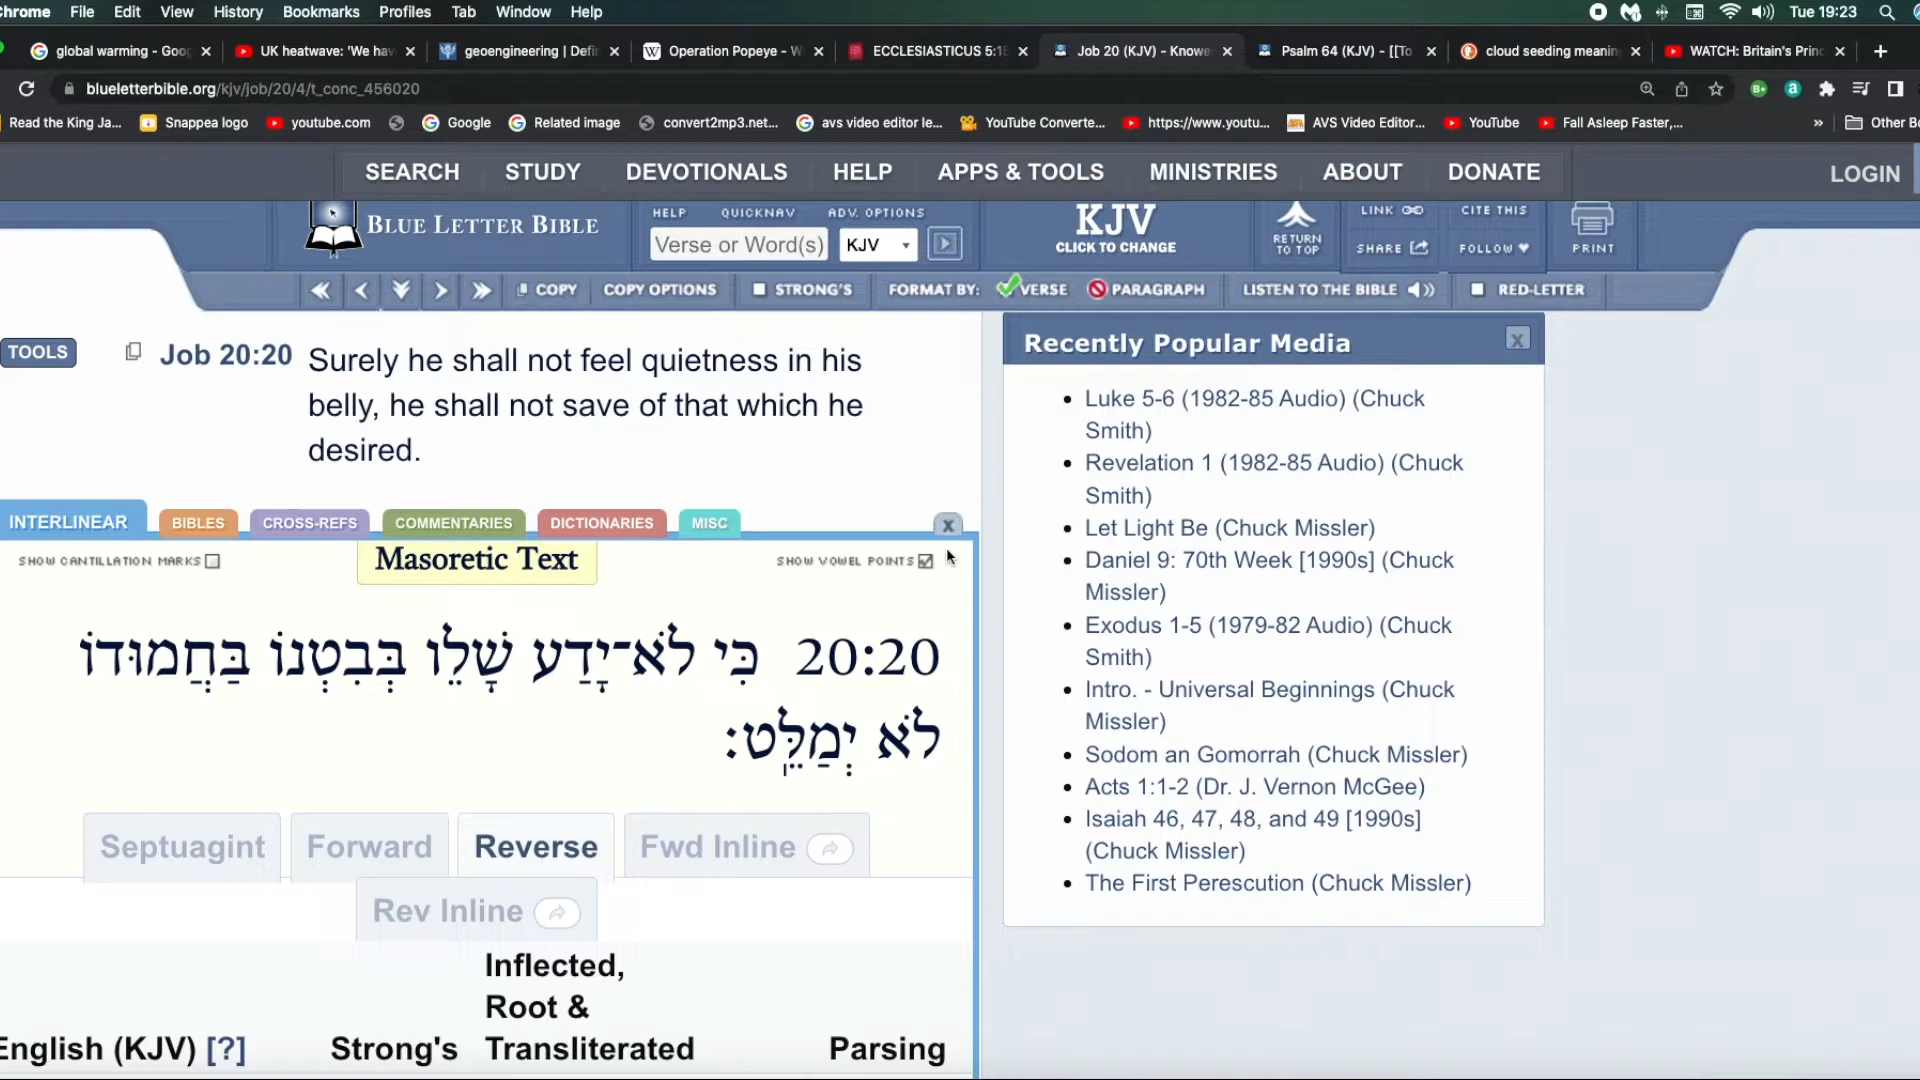 Chrome File Edit View History Bookmarks Profiles Tab Window Help Tue 19:23
global warming - Goo UK heatwave: 'We hav geoengineering | Defi Operation Popeye - W ECCLESIASTICUS 5:1 Job 20 (KJV) - Knowe Psalm 64 (KJV) - [[To cloud seeding meanin WATCH: Britain's Prin
blueletterbible.org/kjv/job/20/4/t_conc_456020
Read the King Ja... Snappea logo youtube.com Google Related image convert2mp3.net... avs video editor le... YouTube Converte... https://www.youtu... AVS Video Editor... YouTube Fall Asleep Faster,... » Other Bo
SEARCH STUDY DEVOTIONALS HELP APPS & TOOLS MINISTRIES ABOUT DONATE LOGIN
BLUE LETTER BIBLE
HELP QUICKNAV ADV. OPTIONS
Verse or Word(s) KJV
KJV
CLICK TO CHANGE
RETURN TO TOP
LINK CITE THIS
SHARE FOLLOW PRINT
COPY COPY OPTIONS STRONG'S FORMAT BY: VERSE PARAGRAPH LISTEN TO THE BIBLE RED-LETTER
TOOLS Job 20:20 Surely he shall not feel quietness in his
belly, he shall not save of that which he
desired.
INTERLINEAR BIBLES CROSS-REFS COMMENTARIES DICTIONARIES MISC X
SHOW CANTILLATION MARKS Masoretic Text SHOW VOWEL POINTS
20:20 כִּי לֹא־יָדַע שָׁלֵו בְּבִטְנוֹ בַּחֲמוּדוֹ
לֹא יְמַלֵּֽט׃
Septuagint Forward Reverse Fwd Inline
Rev Inline
Inflected,
Root &
English (KJV) [?] Strong's Transliterated Parsing
Recently Popular Media X
Luke 5-6 (1982-85 Audio) (Chuck
Smith)
Revelation 1 (1982-85 Audio) (Chuck
Smith)
Let Light Be (Chuck Missler)
Daniel 9: 70th Week [1990s] (Chuck
Missler)
Exodus 1-5 (1979-82 Audio) (Chuck
Smith)
Intro. - Universal Beginnings (Chuck
Missler)
Sodom an Gomorrah (Chuck Missler)
Acts 1:1-2 (Dr. J. Vernon McGee)
Isaiah 46, 47, 48, and 49 [1990s]
(Chuck Missler)
The First Perescution (Chuck Missler)